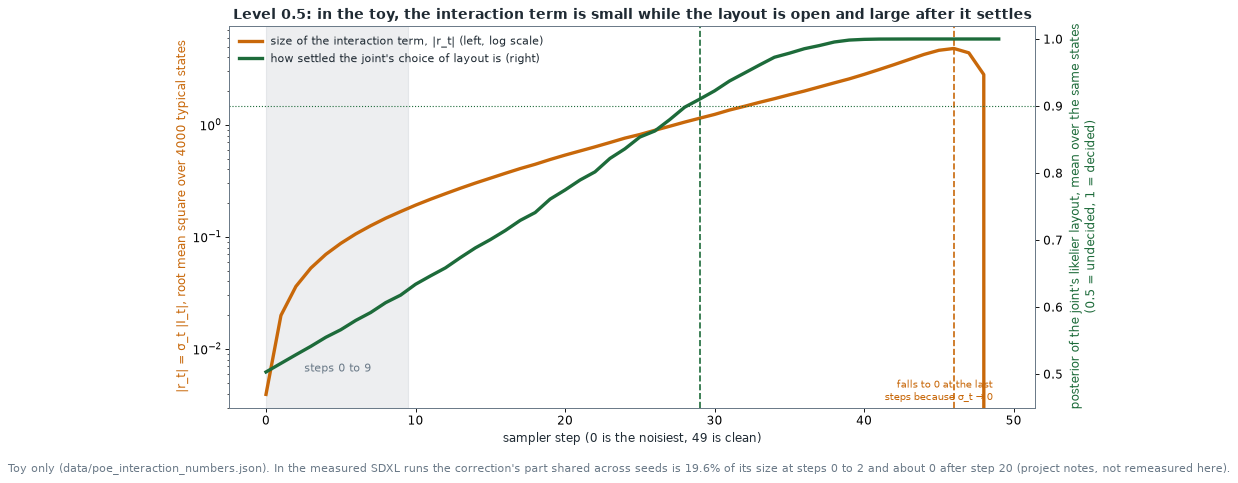 Level 0.5: in the toy, the interaction term is small while the layout is open and large after it settles
size of the interaction term, |r_t| (left, log scale)
how settled the joint's choice of layout is (right)
|r_t| = σ_t |I_t|, root mean square over 4000 typical states
10⁰
10⁻¹
10⁻²
steps 0 to 9
falls to 0 at the last
steps because σ_t → 0
1.0
0.9
0.8
0.7
0.6
0.5
posterior of the joint's likelier layout, mean over the same states
(0.5 = undecided, 1 = decided)
0 10 20 30 40 50
sampler step (0 is the noisiest, 49 is clean)
Toy only (data/poe_interaction_numbers.json). In the measured SDXL runs the correction's part shared across seeds is 19.6% of its size at steps 0 to 2 and about 0 after step 20 (project notes, not remeasured here).